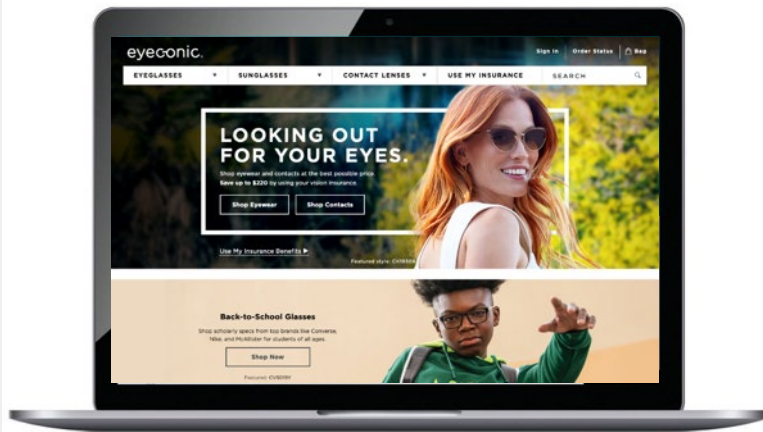 eyeconic.
Sign In Order Status Bag
EYEGLASSES SUNGLASSES CONTACT LENSES USE MY INSURANCE SEARCH
LOOKING OUT
FOR YOUR EYES.
Shop eyewear and contacts at the best possible price.
Save up to $220 by using your vision insurance.
Shop Eyewear Shop Contacts
Use My Insurance Benefits
Featured style:
Back-to-School Glasses
Shop scholarly specs from top brands like Converse,
Nike, and McAllister for students of all ages.
Shop Now
Featured: